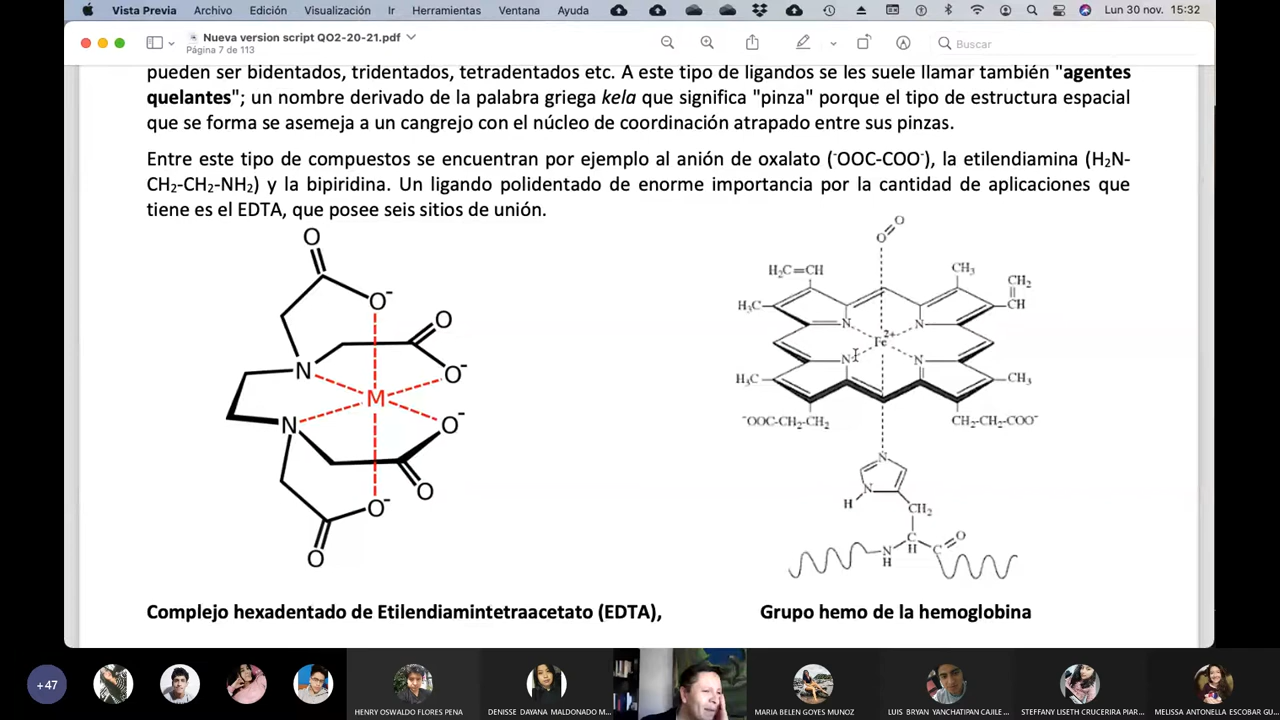 Vista Previa Archivo Edición Visualización Ir Herramientas Ventana Ayuda Lun 30 nov. 15:32
Nueva version script QO2-20-21.pdf
Página 7 de 113
Buscar
pueden ser bidentados, tridentados, tetradentados etc. A este tipo de ligandos se les suele llamar también "agentes
quelantes"; un nombre derivado de la palabra griega kela que significa "pinza" porque el tipo de estructura espacial
que se forma se asemeja a un cangrejo con el núcleo de coordinación atrapado entre sus pinzas.
Entre este tipo de compuestos se encuentran por ejemplo al anión de oxalato (⁻OOC-COO⁻), la etilendiamina (H₂N-
CH₂-CH₂-NH₂) y la bipiridina. Un ligando polidentado de enorme importancia por la cantidad de aplicaciones que
tiene es el EDTA, que posee seis sitios de unión.
O
O⁻
O
N
O⁻
M
N
O⁻
O
O⁻
O
O
O
H₂C=CH
CH₃
CH₂
CH
H₃C
N
N
Fe²⁺
N
N
H₃C
CH₃
⁻OOC-CH₂-CH₂
CH₂-CH₂-COO⁻
N
N
H
CH₂
O
N
H
C
H
C
Complejo hexadentado de Etilendiamintetraacetato (EDTA),
Grupo hemo de la hemoglobina
+47
HENRY OSWALDO FLORES PENA
DENISSE DAYANA MALDONADO M...
MARIA BELEN GOYES MUNOZ
LUIS BRYAN YANCHATIPAN CAJILE...
STEFFANY LISETH CRUCERIRA PIAR...
MELISSA ANTONELLA ESCOBAR GU...